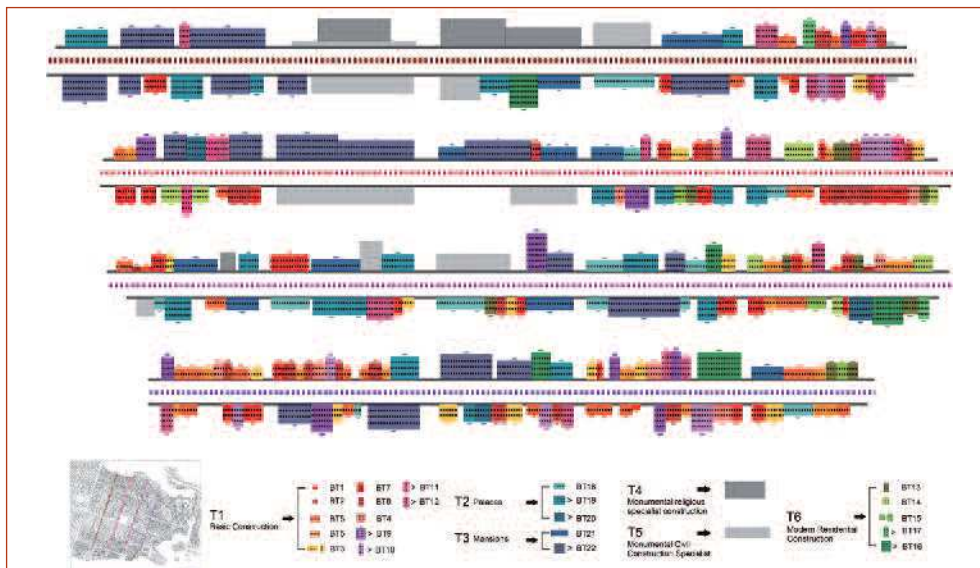 T1
Basic Construction
BT1
BT2
BT5
BT6
BT3
BT7
BT8
BT4
> BT9
> BT10
> BT11
> BT12
T2 Palaces
BT18
> BT19
> BT20
T3 Mansions
BT21
> BT22
T4
Monumental religious
specialist construction
T5
Monumental Civil
Construction Specialist
T6
Modern Residential
Construction
BT13
BT14
BT15
> BT17
> BT16